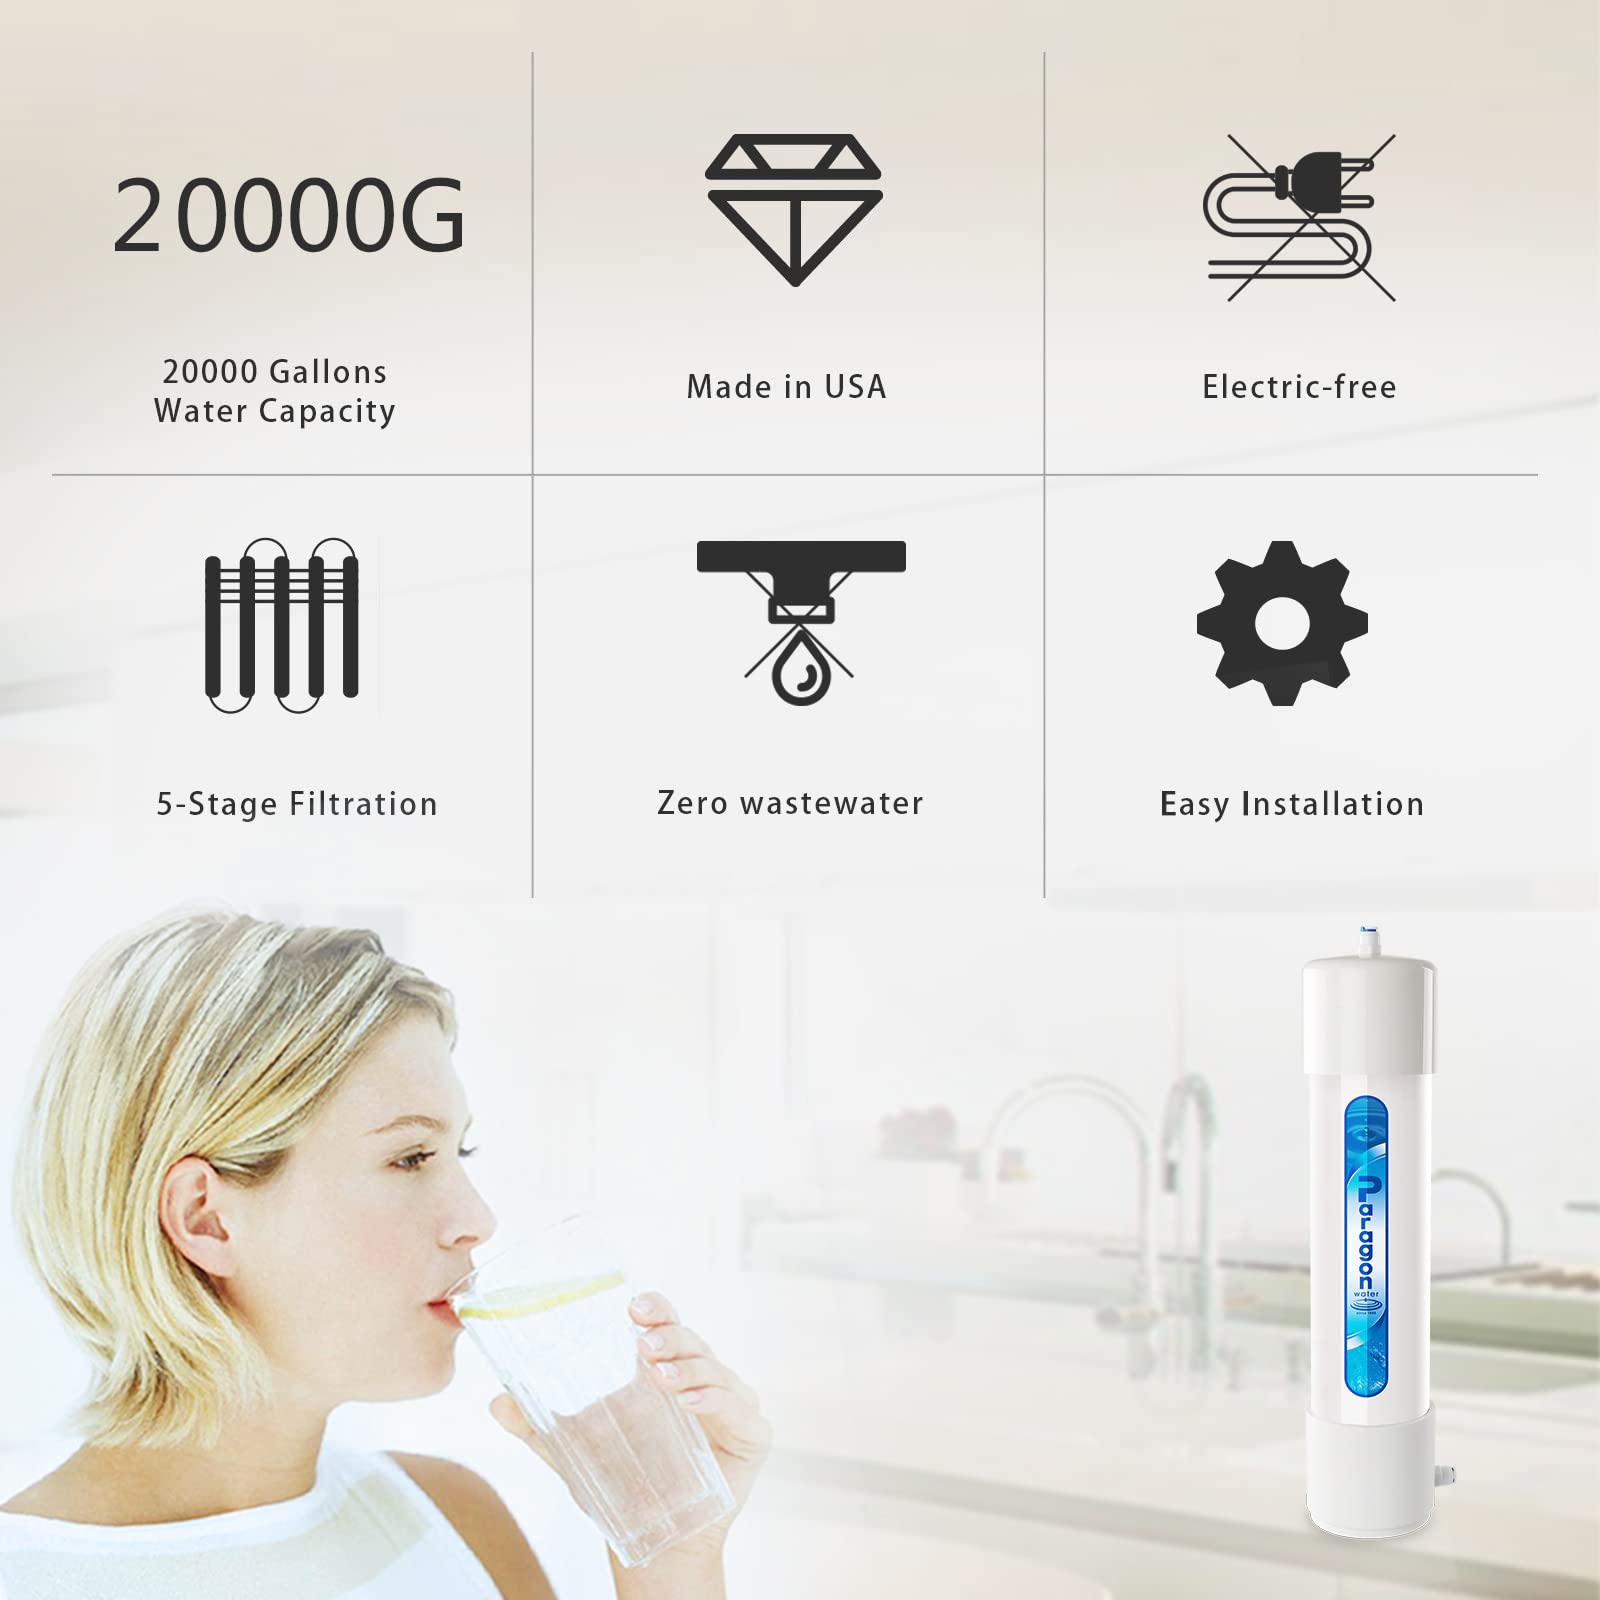 20000G
20000 Gallons
Water Capacity
Made in USA
Electric-free
5-Stage Filtration
Zero wastewater
Easy Installation
Paragon
water